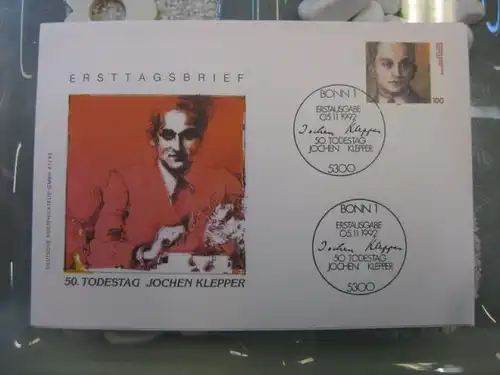 ERSTTAGSBRIEF
50. TODESTAG JOCHEN KLEPPER
100
BONN 1
ERSTAUSGABE
05.11.1992
Jochen Klepper
50. TODESTAG
JOCHEN KLEPPER
5300
BONN 1
ERSTAUSGABE
05.11.1992
Jochen Klepper
50. TODESTAG
JOCHEN KLEPPER
5300